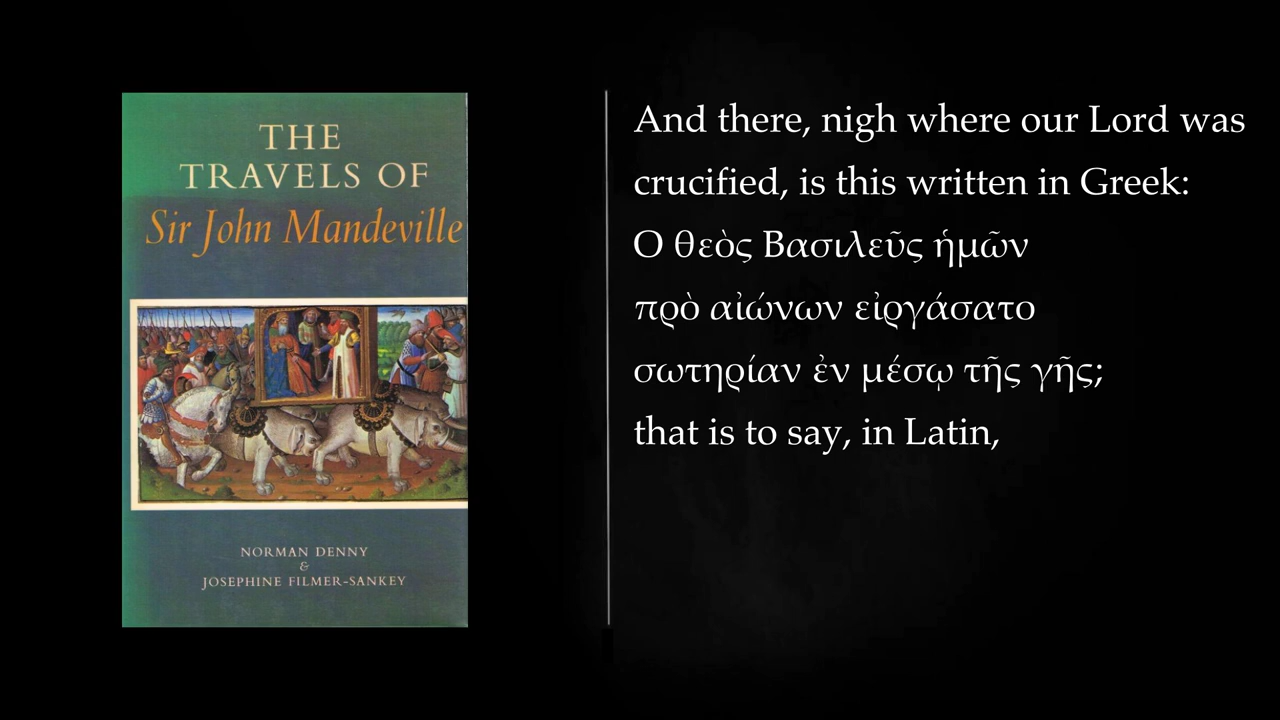 THE
TRAVELS OF
Sir John Mandeville
NORMAN DENNY
&
JOSEPHINE FILMER-SANKEY
And there, nigh where our Lord was
crucified, is this written in Greek:
Ο θεὸς Βασιλεῦς ἡμῶν
πρὸ αἰώνων εἰργάσατο
σωτηρίαν ἐν μέσῳ τῆς γῆς;
that is to say, in Latin,